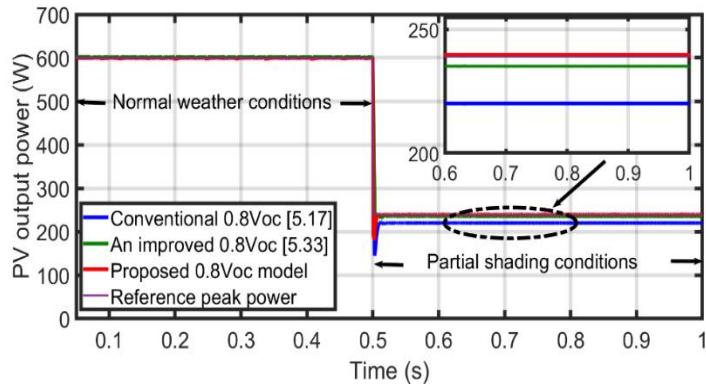 PV output power (W)
700
600
500
400
300
200
100
0
250
200
0.6 0.7 0.8 0.9 1
Normal weather conditions
Conventional 0.8Voc [5.17]
An improved 0.8Voc [5.33]
Proposed 0.8Voc model
Reference peak power
Partial shading conditions
0.1 0.2 0.3 0.4 0.5 0.6 0.7 0.8 0.9 1
Time (s)